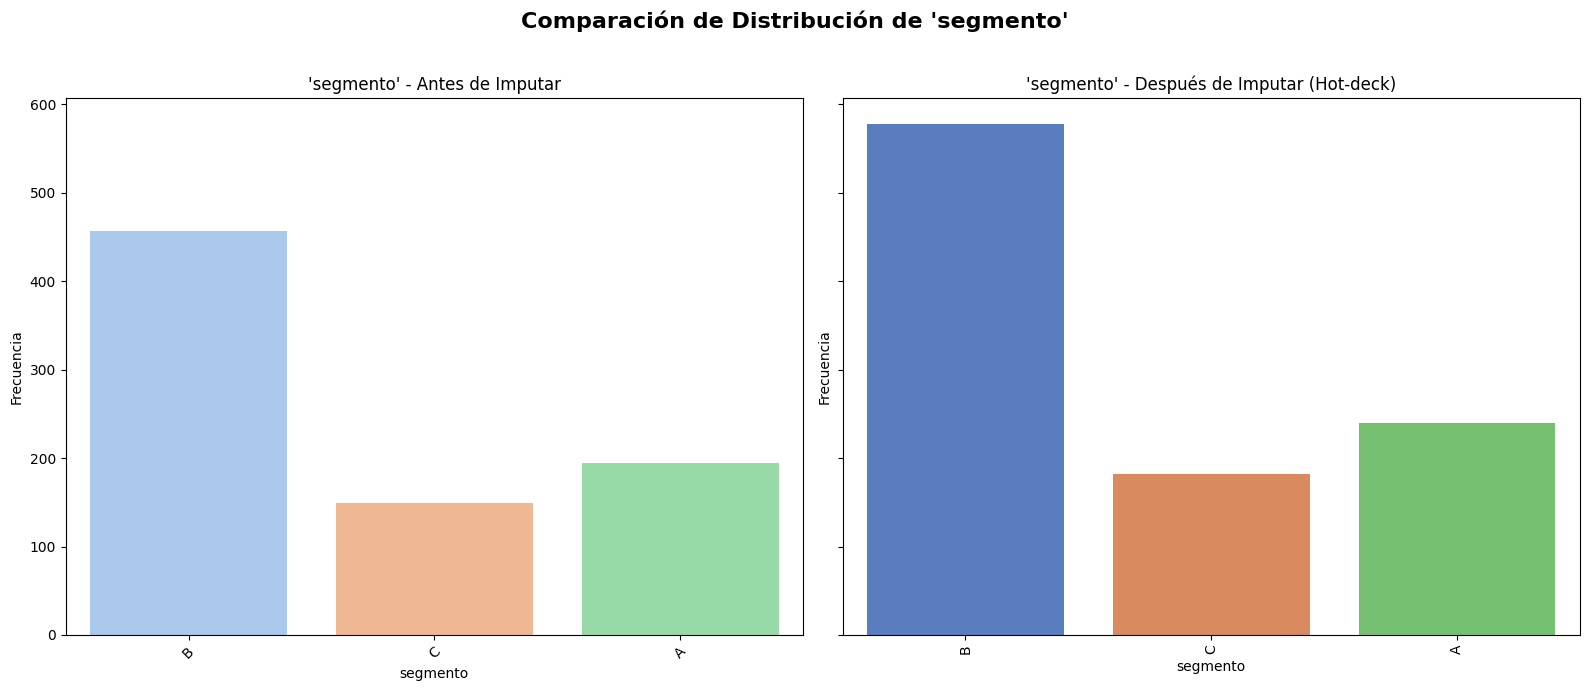 Comparación de Distribución de 'segmento'
'segmento' - Antes de Imputar
600
500
400
300
200
100
0
Frecuencia
B
C
A
segmento
'segmento' - Después de Imputar (Hot-deck)
Frecuencia
B
C
A
segmento